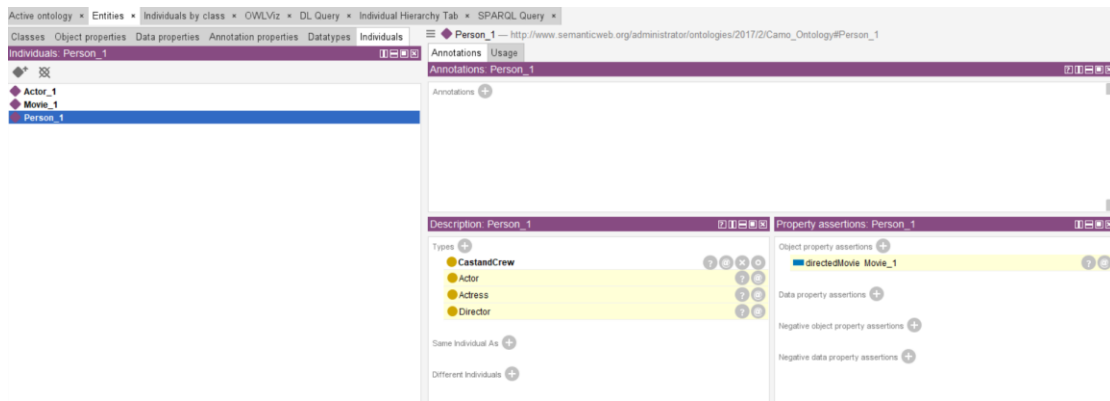 Active ontology × Entities × Individuals by class × OWLViz × DL Query × Individual Hierarchy Tab × SPARQL Query ×
Classes Object properties Data properties Annotation properties Datatypes Individuals
Individuals: Person_1
Actor_1
Movie_1
Person_1
Person_1 — http://www.semanticweb.org/administrator/ontologies/2017/2/Camo_Ontology#Person_1
Annotations Usage
Annotations: Person_1
Annotations
Description: Person_1
Types
CastandCrew
Actor
Actress
Director
Same Individual As
Different Individuals
Property assertions: Person_1
Object property assertions
directedMovie Movie_1
Data property assertions
Negative object property assertions
Negative data property assertions